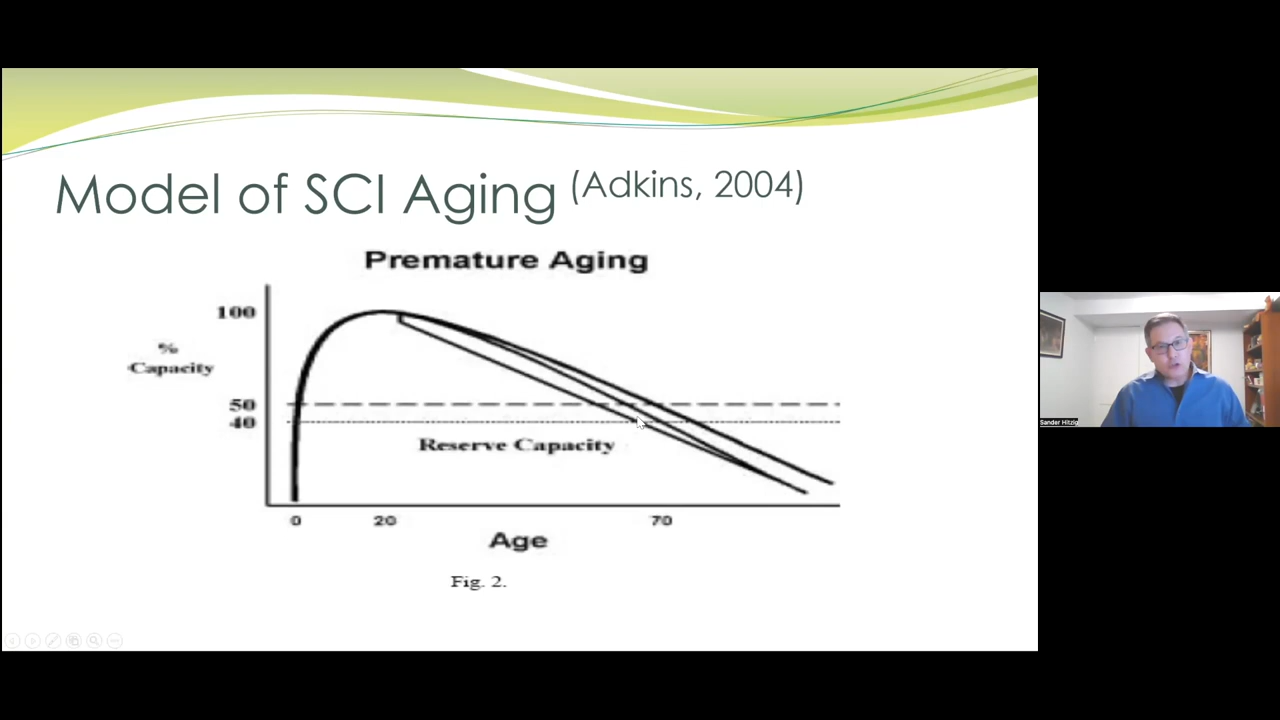 Model of SCI Aging (Adkins, 2004)
Premature Aging
100
%
Capacity
50
40
Reserve Capacity
0 20 70
Age
Fig. 2.
Sander Hitzig